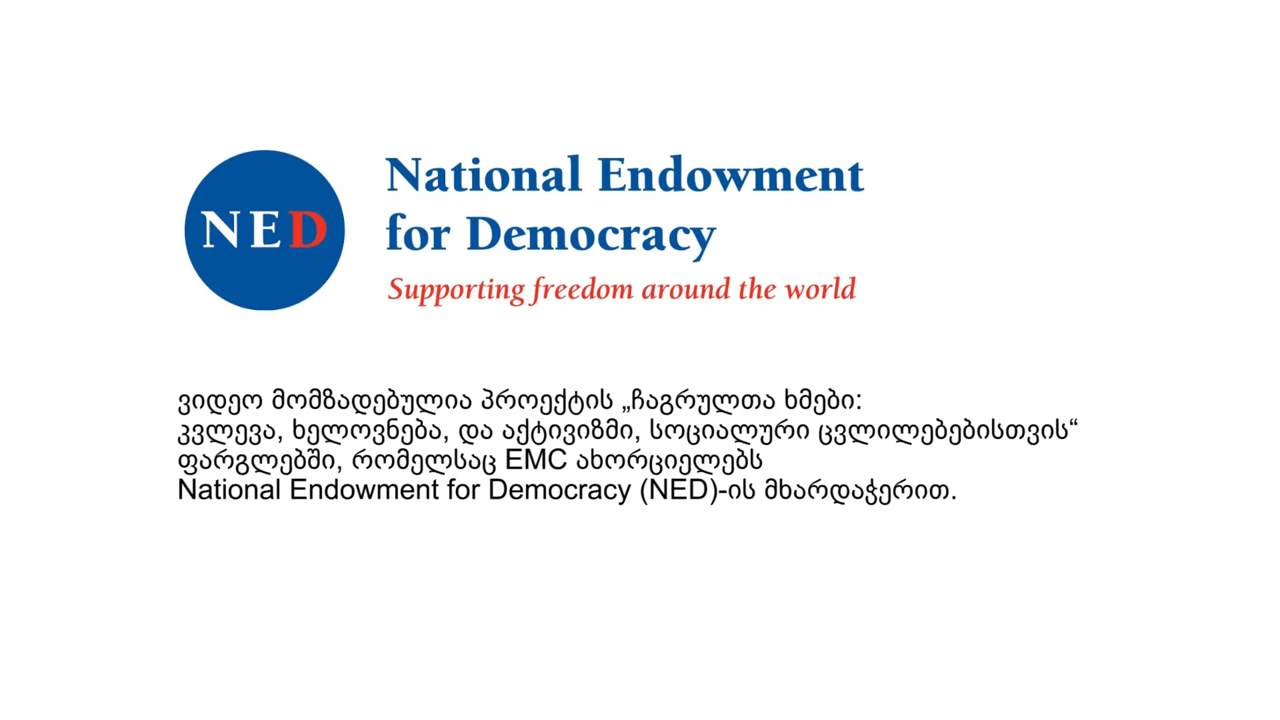 NED
National Endowment
for Democracy
Supporting freedom around the world
ვიდეო მომზადებულია პროექტის „ჩაგრულთა ხმები:
კვლევა, ხელოვნება, და აქტივიზმი, სოციალური ცვლილებებისთვის“
ფარგლებში, რომელსაც EMC ახორციელებს
National Endowment for Democracy (NED)-ის მხარდაჭერით.